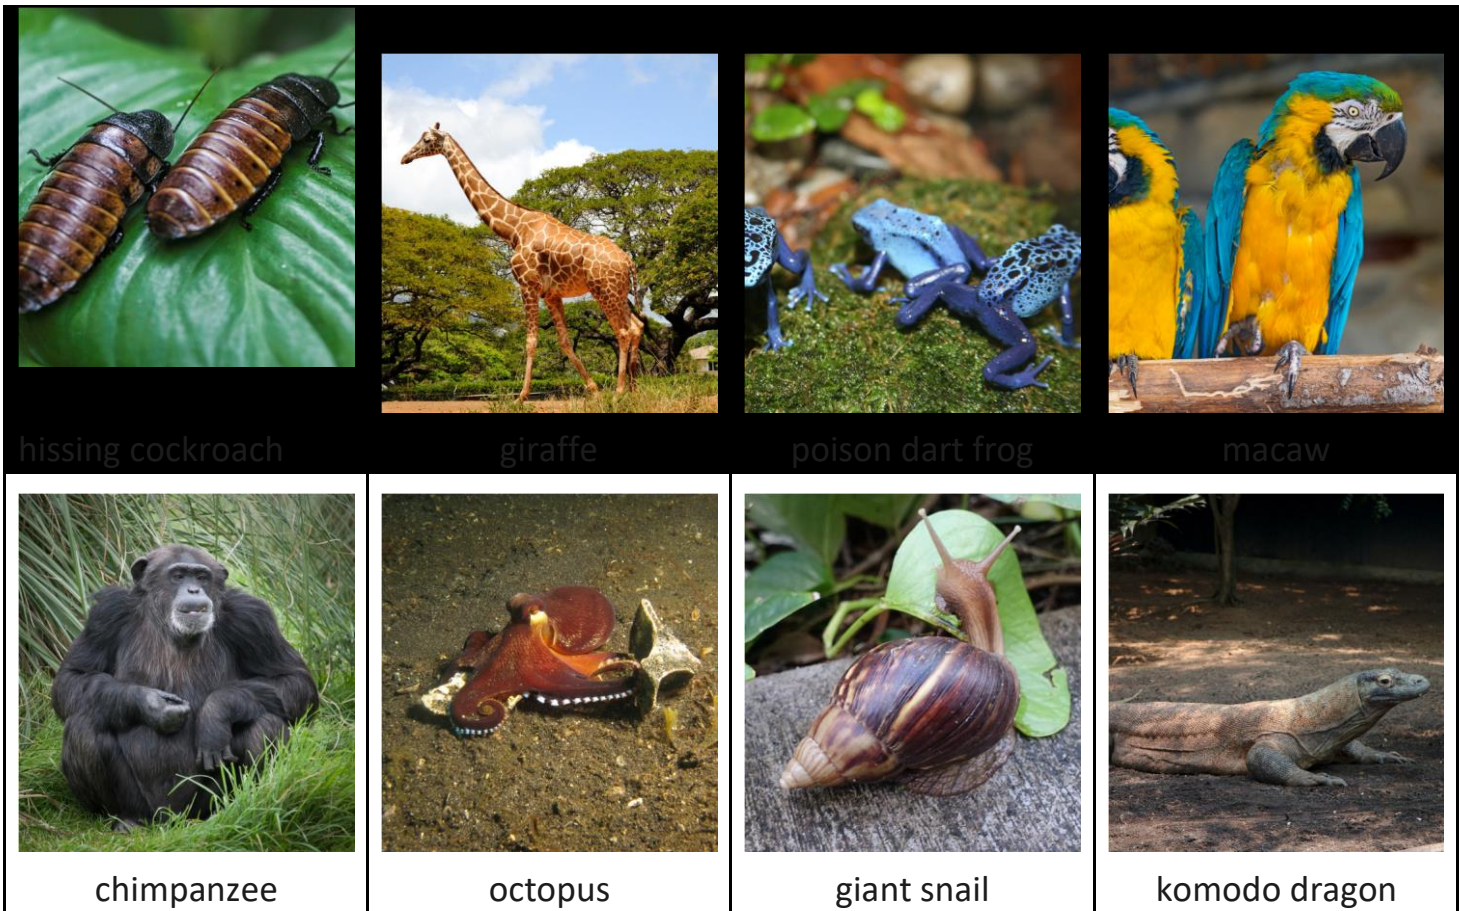 hissing cockroach
giraffe
poison dart frog
macaw
chimpanzee
octopus
giant snail
komodo dragon